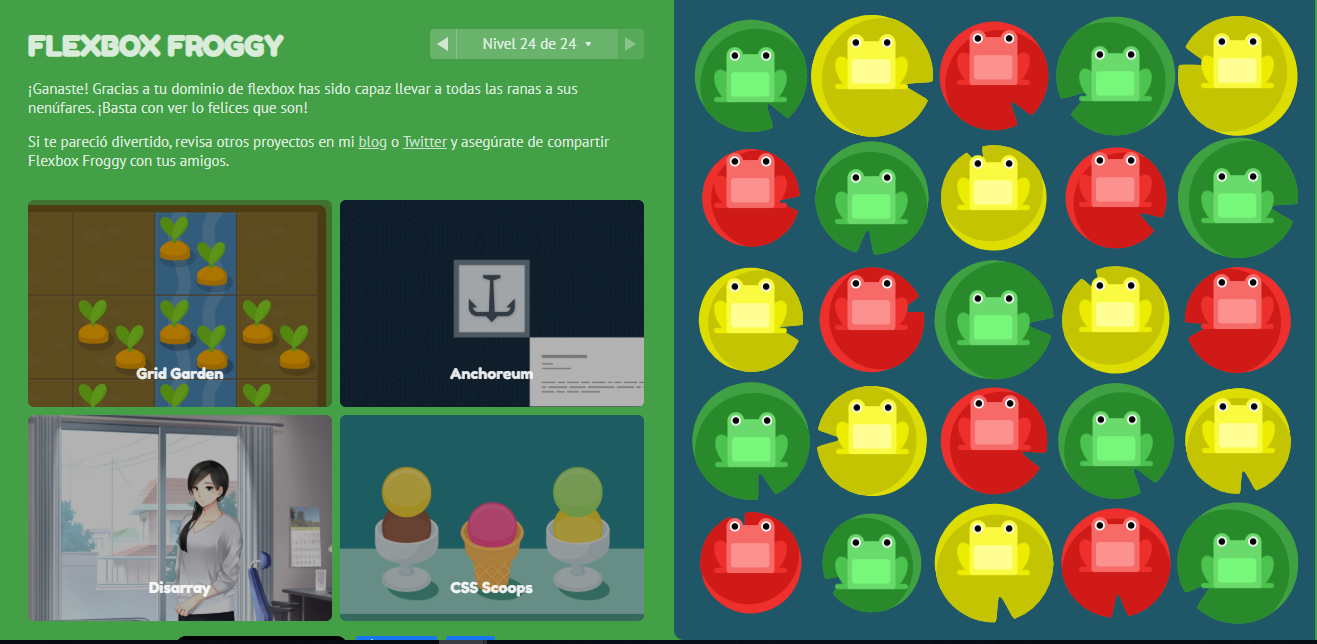 FLEXBOX FROGGY
Nivel 24 de 24
¡Ganaste! Gracias a tu dominio de flexbox has sido capaz llevar a todas las ranas a sus
nenúfares. ¡Basta con ver lo felices que son!
Si te pareció divertido, revisa otros proyectos en mi blog o Twitter y asegúrate de compartir
Flexbox Froggy con tus amigos.
Grid Garden
Anchoreum
Disarray
CSS Scoops